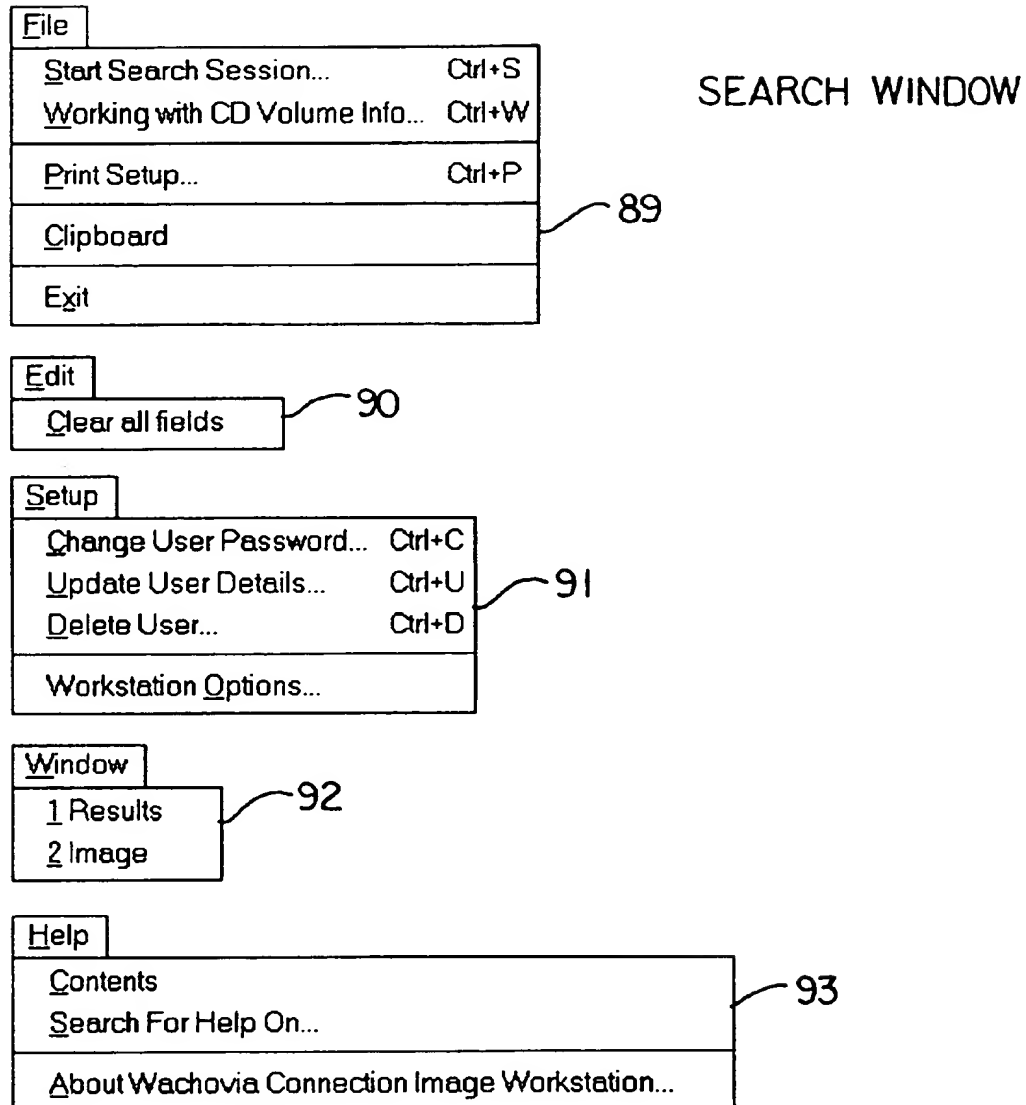 File
Start Search Session... Ctrl+S
SEARCH WINDOW
Working with CD Volume Info... Ctrl+W
Print Setup... Ctrl+P
89
Clipboard
Exit
Edit
90
Clear all fields
Setup
Change User Password... Ctrl+C
Update User Details... Ctrl+U
91
Delete User... Ctrl+D
Workstation Options...
Window
1 Results
92
2 Image
Help
Contents
93
Search For Help On...
About Wachovia Connection Image Workstation...